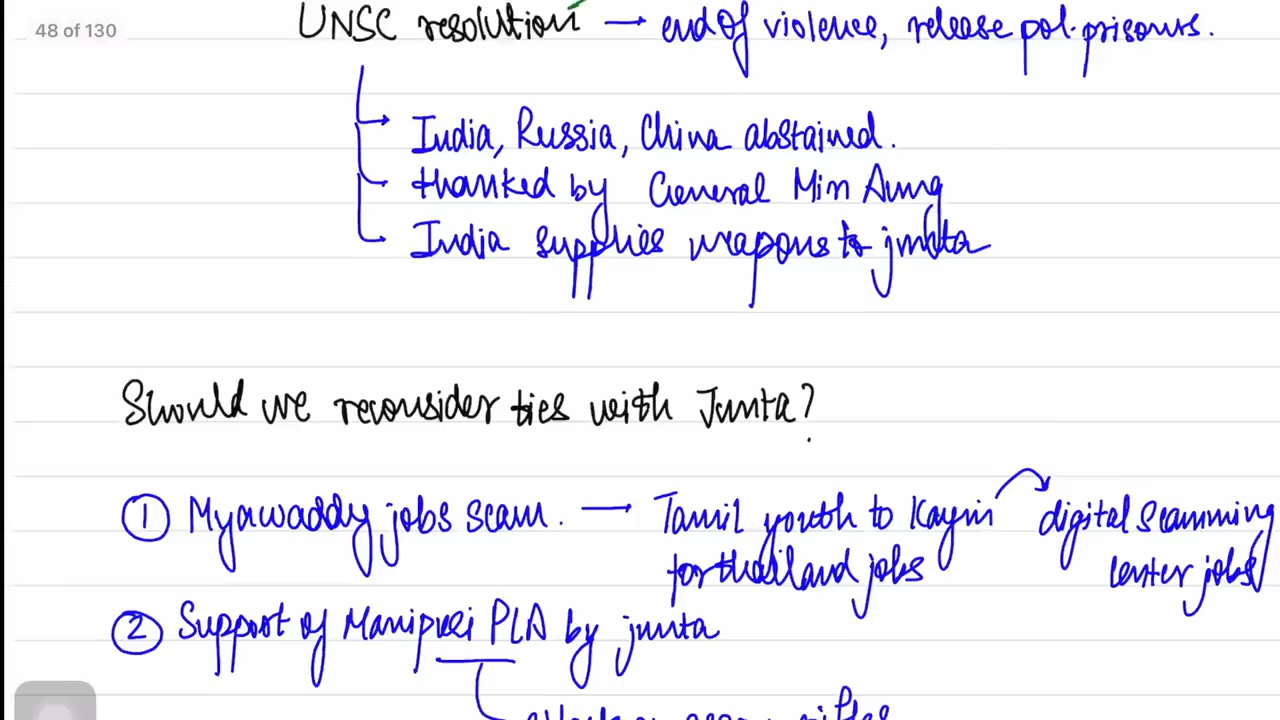 48 of 130
UNSC resolution → end of violence, release pol. prisoners.
India, Russia, China abstained.
thanked by General Min Aung
India supplies weapons to junta
Should we reconsider ties with Junta?
① Myawaddy jobs scam. → Tamil youth to Kayin → digital scamming
for thailand jobs center jobs
② Support of Manipuri PLA by junta